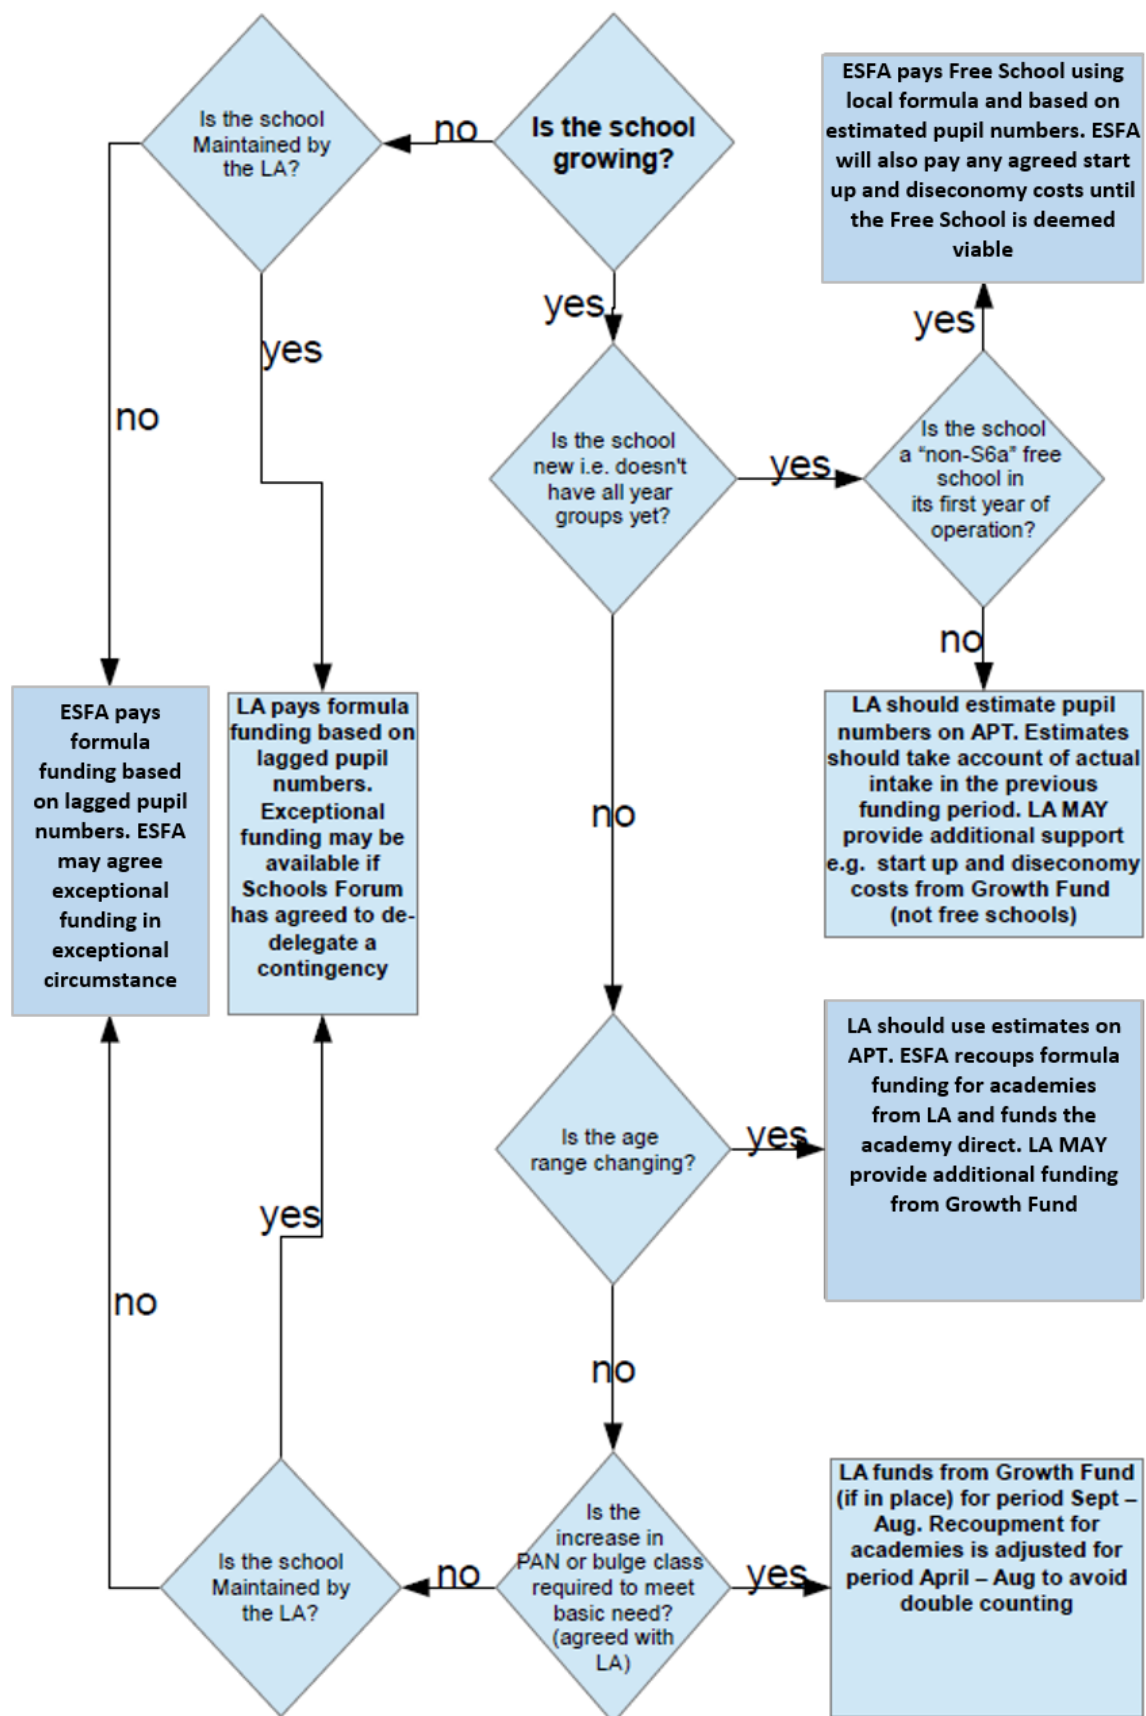 Is the school
Maintained by
the LA?
no
Is the school
growing?
ESFA pays Free School using
local formula and based on
estimated pupil numbers. ESFA
will also pay any agreed start
up and diseconomy costs until
the Free School is deemed
viable
yes
yes
yes
no
Is the school
new i.e. doesn't
have all year
groups yet?
yes
Is the school
a “non-S6a” free
school in
its first year of
operation?
no
ESFA pays
formula
funding based
on lagged pupil
numbers. ESFA
may agree
exceptional
funding in
exceptional
circumstance
LA pays formula
funding based on
lagged pupil
numbers.
Exceptional
funding may be
available if
Schools Forum
has agreed to de-
delegate a
contingency
no
LA should estimate pupil
numbers on APT. Estimates
should take account of actual
intake in the previous
funding period. LA MAY
provide additional support
e.g. start up and diseconomy
costs from Growth Fund
(not free schools)
Is the age
range changing?
yes
LA should use estimates on
APT. ESFA recoups formula
funding for academies
from LA and funds the
academy direct. LA MAY
provide additional funding
from Growth Fund
yes
no
no
Is the school
Maintained by
the LA?
no
Is the
increase in
PAN or bulge class
required to meet
basic need?
(agreed with
LA)
yes
LA funds from Growth Fund
(if in place) for period Sept –
Aug. Recoupment for
academies is adjusted for
period April – Aug to avoid
double counting